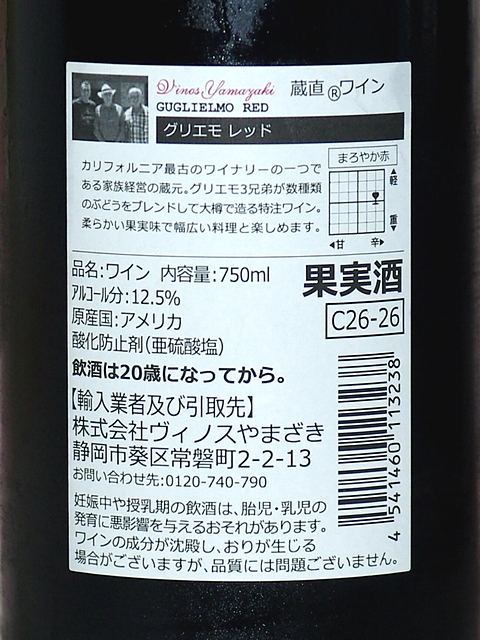 Vinos Yamazaki 蔵直®ワイン
GUGLIELMO RED
グリエモ レッド
カリフォルニア最古のワイナリーの一つで
ある家族経営の蔵元。グリエモ3兄弟が数種類
のぶどうをブレンドして大樽で造る特注ワイン。
柔らかい果実味で幅広い料理と楽しめます。
まろやか赤
▲軽
重▼
◀甘 辛▶
品名:ワイン 内容量:750ml
アルコール分:12.5%
原産国:アメリカ
酸化防止剤(亜硫酸塩)
果実酒
C26-26
飲酒は20歳になってから。
【輸入業者及び引取先】
株式会社ヴィノスやまざき
静岡市葵区常磐町2-2-13
お問い合わせ先:0120-740-790
妊娠中や授乳期の飲酒は、胎児・乳児の
発育に悪影響を与えるおそれがあります。
ワインの成分が沈殿し、おりが生じる
場合がございますが、品質には問題ございません。
4 541460 113238